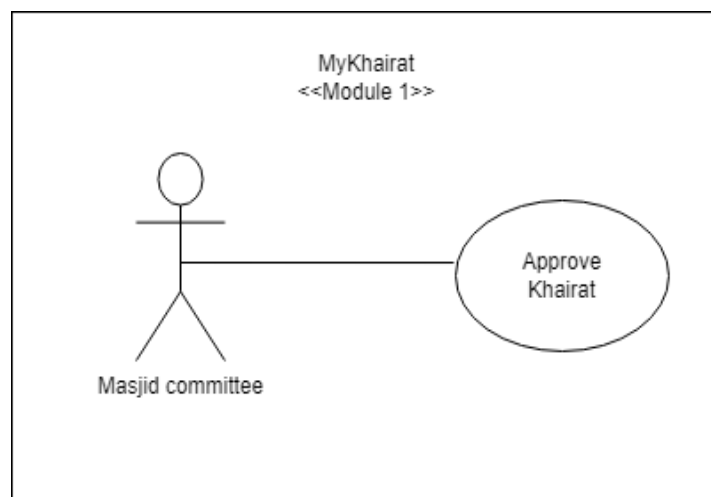 MyKhairat
<<Module 1>>
Approve
Khairat
Masjid committee